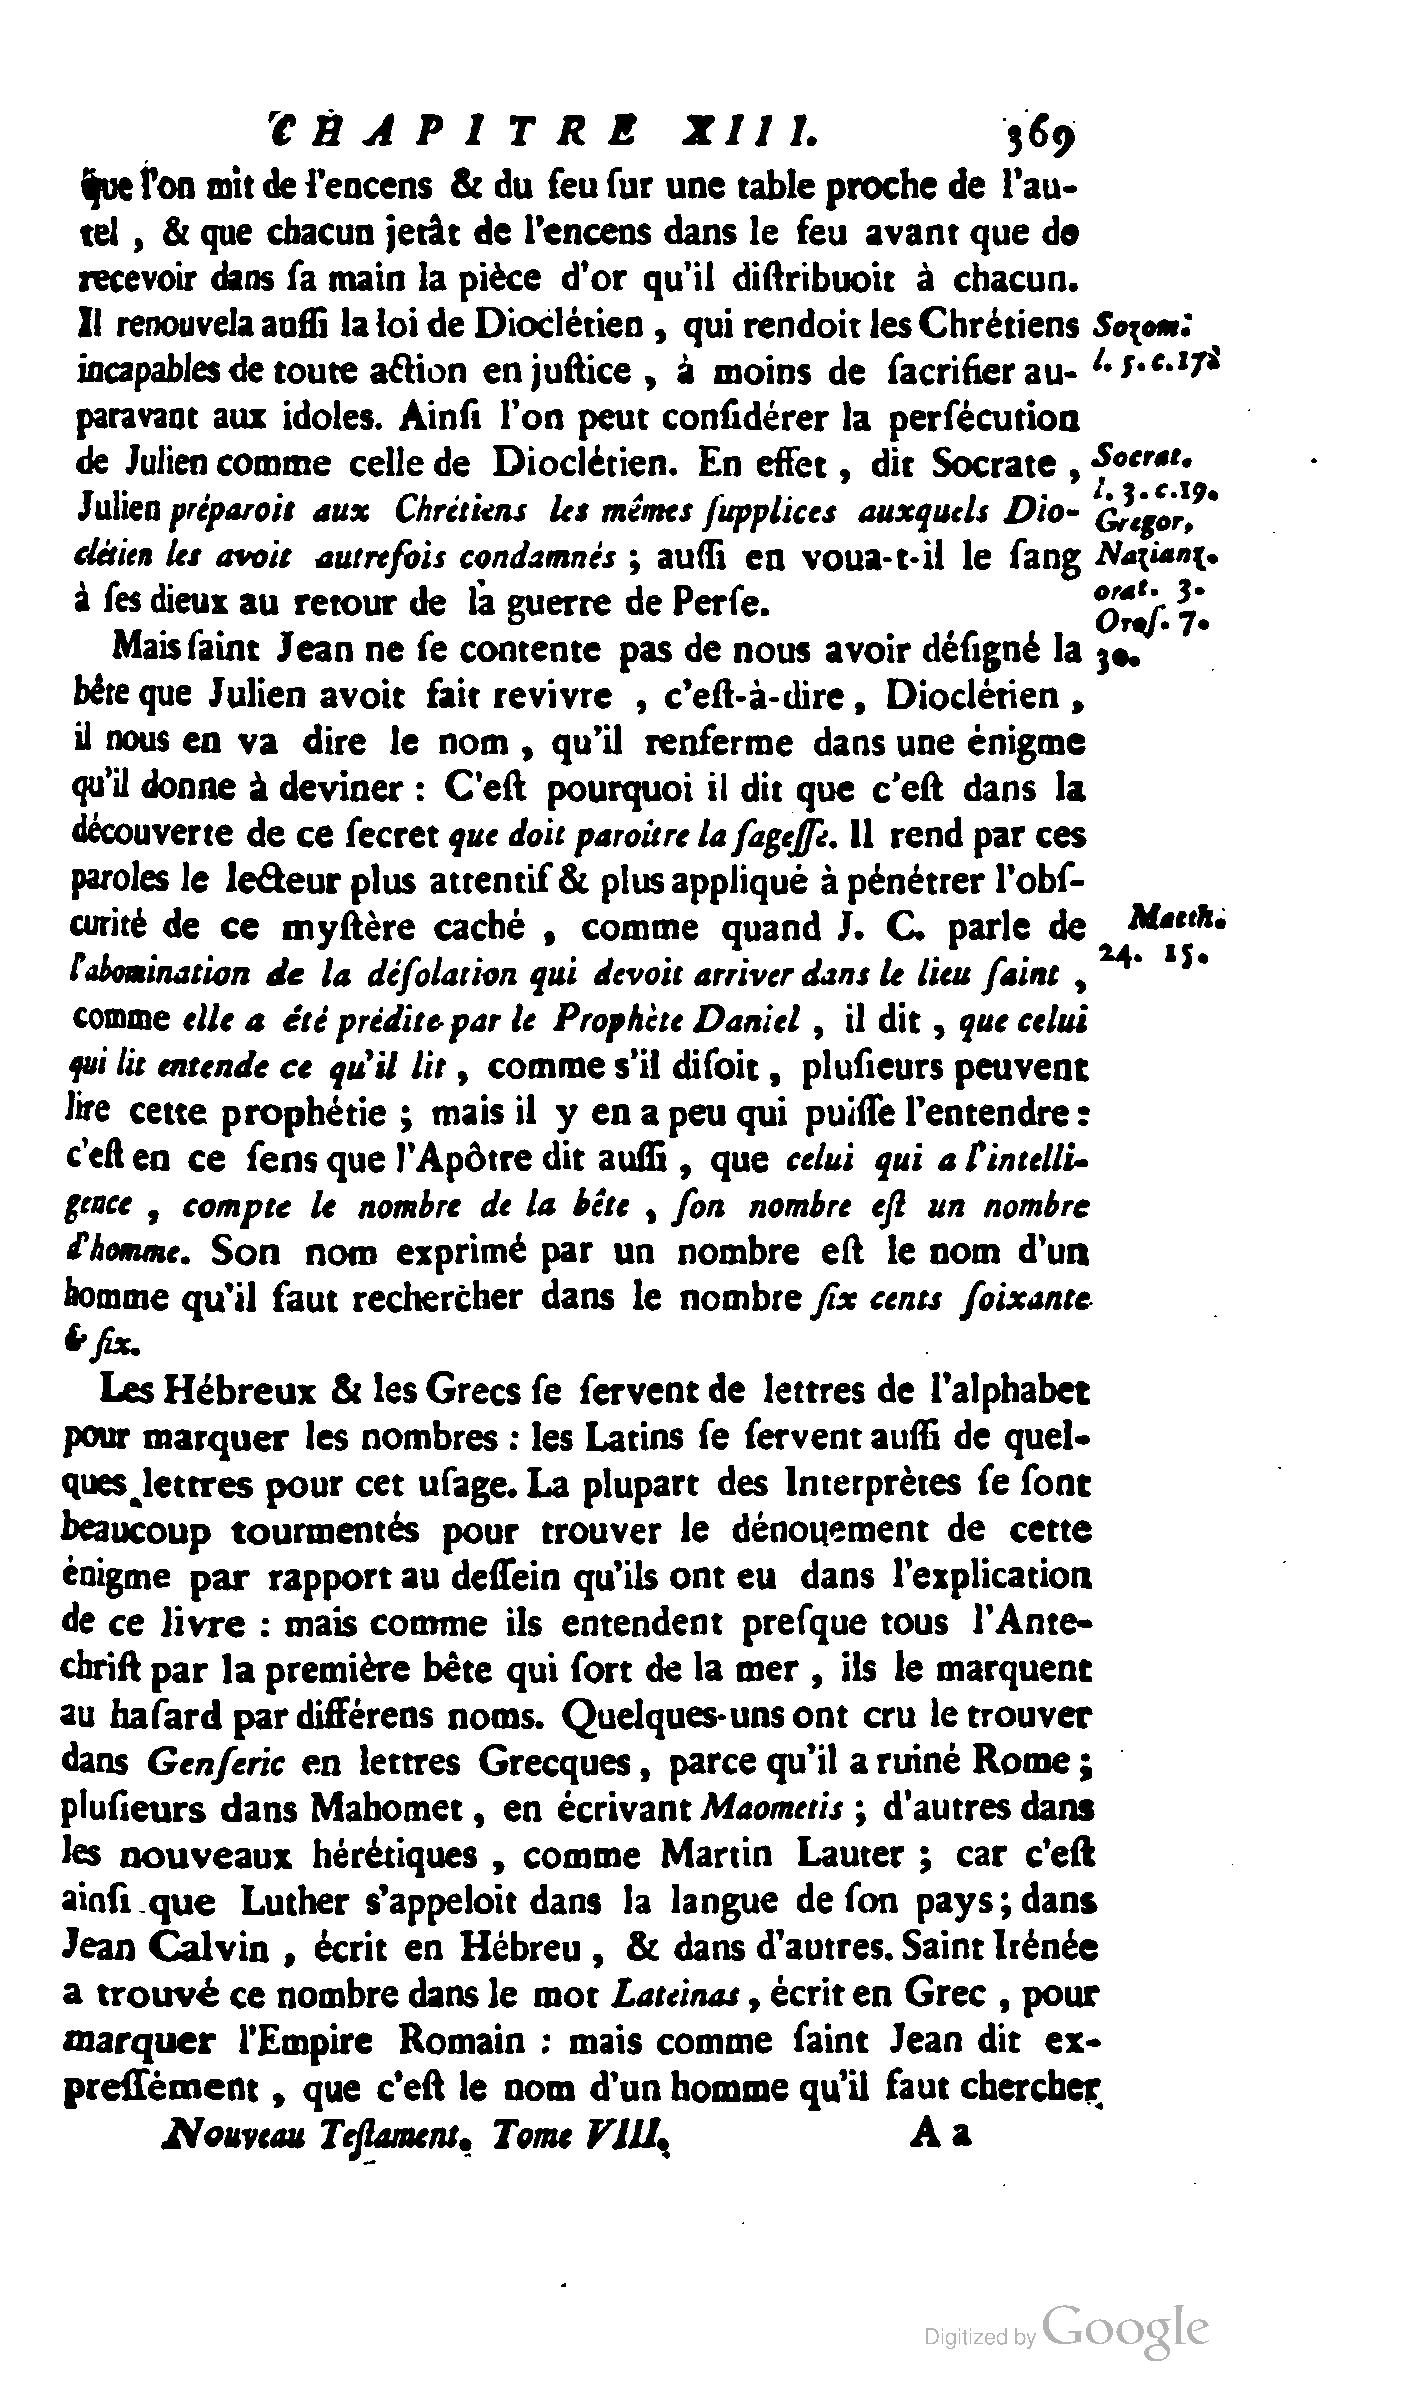 CHAPITRE XIII. 369
que l'on mit de l'encens & du feu ſur une table proche de l'au-
tel , & que chacun jetât de l'encens dans le feu avant que de
recevoir dans ſa main la pièce d'or qu'il diſtribuoit à chacun.
Il renouvela auſſi la loi de Dioclétien , qui rendoit les Chrétiens
incapables de toute action en juſtice , à moins de ſacrifier au-
paravant aux idoles. Ainſi l'on peut conſidérer la perſécution
de Julien comme celle de Dioclétien. En effet , dit Socrate ,
Julien préparoit aux Chrétiens les mêmes ſupplices auxquels Dio-
clétien les avoit autrefois condamnés ; auſſi en voua-t-il le ſang
à ſes dieux au retour de la guerre de Perſe.
Sozom.
l. 5. c. 17.
Socrat.
l. 3. c. 19.
Gregor,
Nazianz.
orat. 3.
Oroſ. 7.
30.
Mais ſaint Jean ne ſe contente pas de nous avoir déſigné la
bête que Julien avoit fait revivre , c'eſt-à-dire , Dioclétien ,
il nous en va dire le nom , qu'il renferme dans une énigme
qu'il donne à deviner : C'eſt pourquoi il dit que c'eſt dans la
découverte de ce ſecret que doit paroître la ſageſſe. Il rend par ces
paroles le lecteur plus attentif & plus appliqué à pénétrer l'obſ-
curité de ce myſtère caché , comme quand J. C. parle de
l'abomination de la déſolation qui devoit arriver dans le lieu ſaint ,
Matth.
24. 15.
comme elle a été prédite par le Prophète Daniel , il dit , que celui
qui lit entende ce qu'il lit , comme s'il diſoit , pluſieurs peuvent
lire cette prophétie ; mais il y en a peu qui puiſſe l'entendre :
c'eſt en ce ſens que l'Apôtre dit auſſi , que celui qui a l'intelli-
gence , compte le nombre de la bête , ſon nombre eſt un nombre
d'homme. Son nom exprimé par un nombre eſt le nom d'un
homme qu'il faut rechercher dans le nombre ſix cents ſoixante
& ſix.
Les Hébreux & les Grecs ſe ſervent de lettres de l'alphabet
pour marquer les nombres : les Latins ſe ſervent auſſi de quel-
ques lettres pour cet uſage. La plupart des Interprètes ſe ſont
beaucoup tourmentés pour trouver le dénouement de cette
énigme par rapport au deſſein qu'ils ont eu dans l'explication
de ce livre : mais comme ils entendent preſque tous l'Ante-
chriſt par la première bête qui ſort de la mer , ils le marquent
au haſard par différens noms. Quelques-uns ont cru le trouver
dans Genſeric en lettres Grecques , parce qu'il a ruiné Rome ;
pluſieurs dans Mahomet , en écrivant Maometis ; d'autres dans
les nouveaux hérétiques , comme Martin Lauter ; car c'eſt
ainſi que Luther s'appeloit dans la langue de ſon pays ; dans
Jean Calvin , écrit en Hébreu , & dans d'autres. Saint Irénée
a trouvé ce nombre dans le mot Lateinas , écrit en Grec , pour
marquer l'Empire Romain : mais comme ſaint Jean dit ex-
preſſément , que c'eſt le nom d'un homme qu'il faut chercher
Nouveau Teſtament. Tome VIII. A a
Digitized by Google